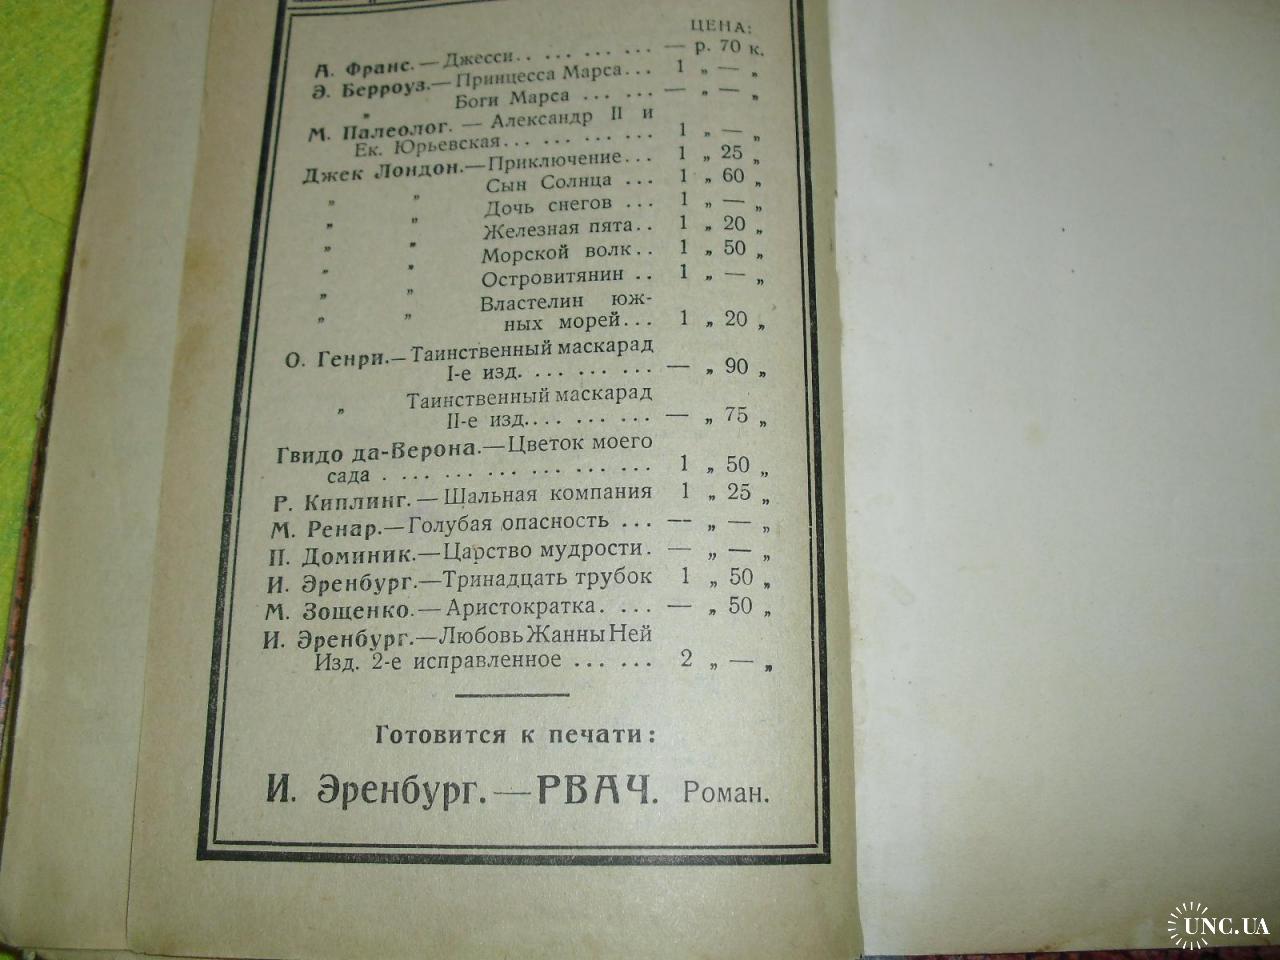 ЦЕНА:
А. Франс.—Джесси.. ... ... ... — р. 70 к.
Э. Берроуз.—Принцесса Марса... 1 „ — „
„ Боги Марса ... ... — „ — „
М. Палеолог. — Александр II и
Ек. Юрьевская... ... ... ... 1 „ — „
Джек Лондон.—Приключение... 1 „ 25 „
„ „ Сын Солнца ... 1 „ 60 „
„ „ Дочь снегов ... 1 „ — „
„ „ Железная пята.. 1 „ 20 „
„ „ Морской волк.. 1 „ 50 „
„ „ Островитянин .. 1 „ — „
„ „ Властелин юж-
ных морей... 1 „ 20 „
О. Генри.—Таинственный маскарад
I-е изд. ... ... ... ... — „ 90 „
„ Таинственный маскарад
II-е изд.... ... ... ... — „ 75 „
Гвидо да-Верона.—Цветок моего
сада . ... ... ... ... ... ... 1 „ 50 „
Р. Киплинг.—Шальная компания 1 „ 25 „
М. Ренар.—Голубая опасность ... — „ — „
П. Доминик.—Царство мудрости. — „ — „
И. Эренбург.—Тринадцать трубок 1 „ 50 „
М. Зощенко.—Аристократка. ... — „ 50 „
И. Эренбург.—Любовь Жанны Ней
Изд. 2-е исправленное ... ... 2 „ — „
Готовится к печати:
И. Эренбург.—РВАЧ. Роман.
UNC.UA